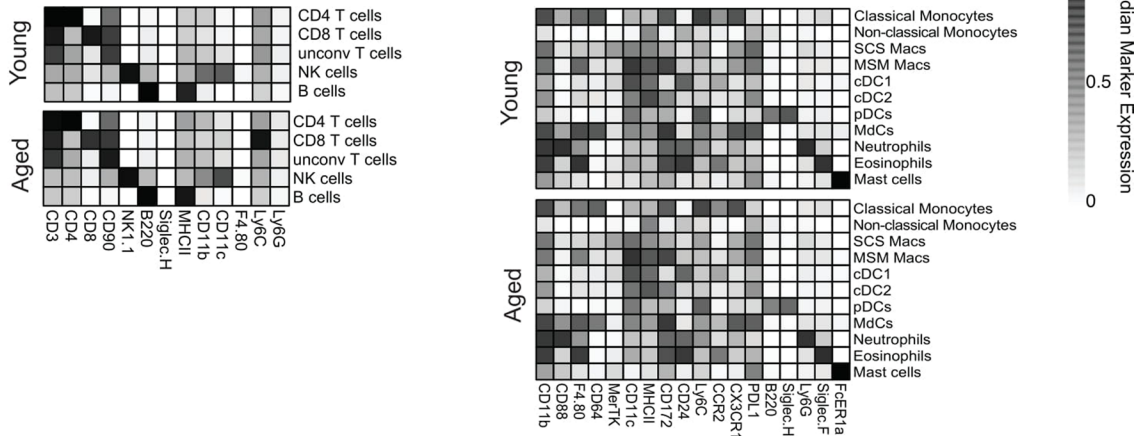 Young
CD4 T cells
CD8 T cells
unconv T cells
NK cells
B cells
Aged
CD4 T cells
CD8 T cells
unconv T cells
NK cells
B cells
CD3
CD4
CD8
CD90
NK1.1
B220
Siglec.H
MHCII
CD11b
CD11c
F4.80
Ly6C
Ly6G
Young
Classical Monocytes
Non-classical Monocytes
SCS Macs
MSM Macs
cDC1
cDC2
pDCs
MdCs
Neutrophils
Eosinophils
Mast cells
Aged
Classical Monocytes
Non-classical Monocytes
SCS Macs
MSM Macs
cDC1
cDC2
pDCs
MdCs
Neutrophils
Eosinophils
Mast cells
CD11b
CD88
F4.80
CD64
MerTK
CD11c
MHCII
CD172
CD24
Ly6C
CCR2
CX3CR1
PDL1
B220
Siglec.H
Ly6G
Siglec.F
FcER1a
0.5
0
dian Marker Expression